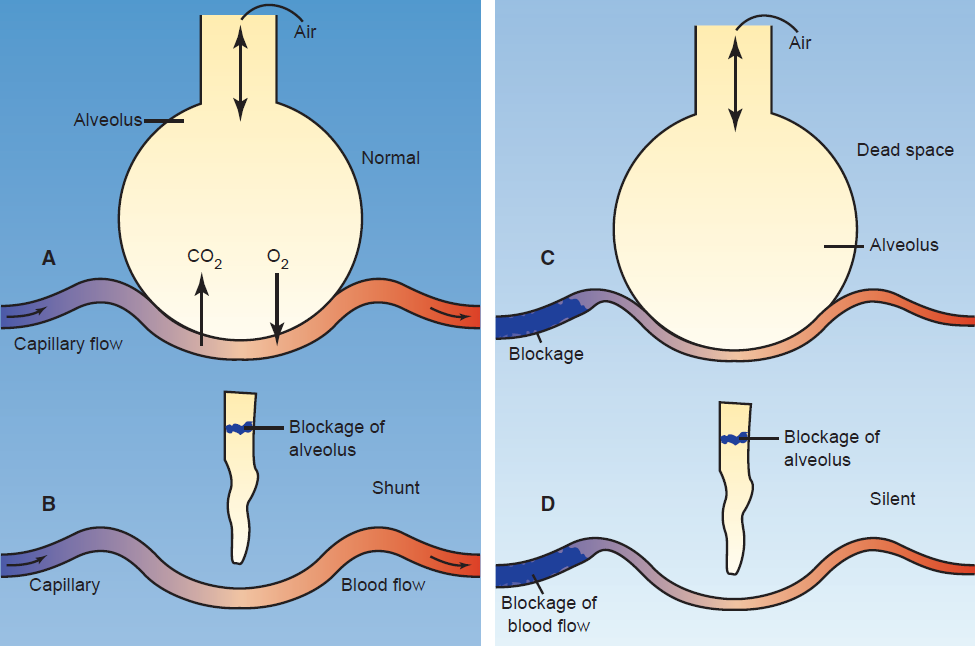 Air
Alveolus
Normal
CO2
O2
A
Capillary flow
Blockage of
alveolus
Shunt
B
Capillary
Blood flow
Air
Dead space
Alveolus
C
Blockage
Blockage of
alveolus
Silent
D
Blockage of
blood flow